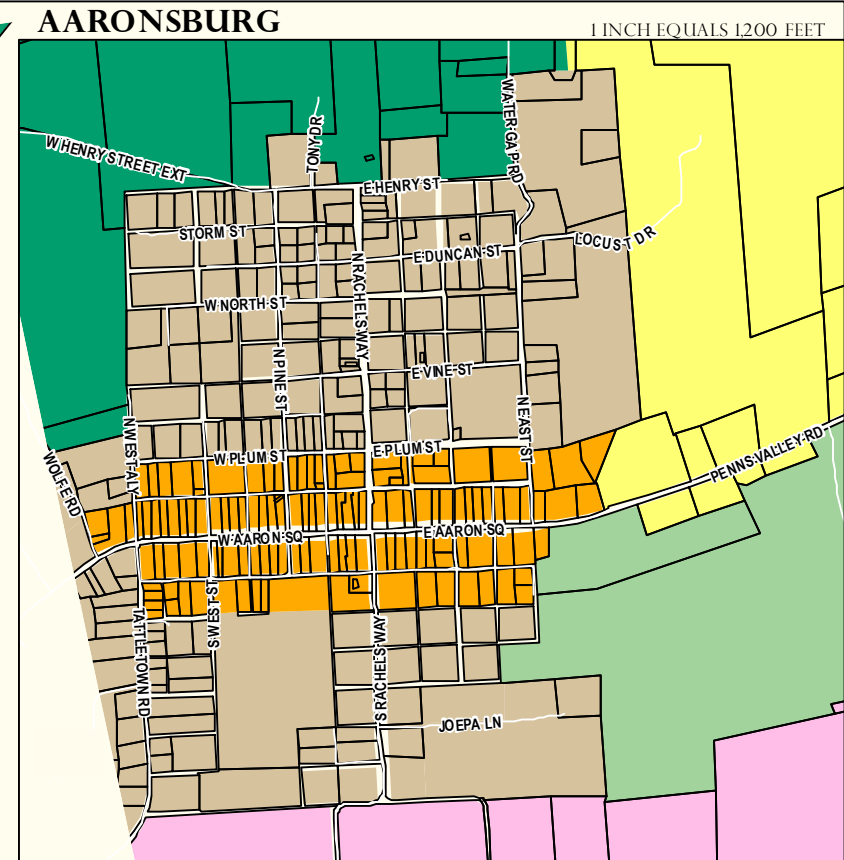 AARONSBURG
1 INCH EQUALS 1,200 FEET
WATER GAP RD
TONY DR
W HENRY STREET EXT
E HENRY ST
STORM ST
LOCUST DR
E DUNCAN ST
N RACHELS WAY
W NORTH ST
N PINE ST
E VINE ST
N EAST ST
N WEST ALY
E PLUM ST
W PLUM ST
PENNS VALLEY RD
WOLFE RD
E AARON SQ
W AARON SQ
S WEST ST
TATTLETOWN RD
S RACHELS WAY
JOEPA LN